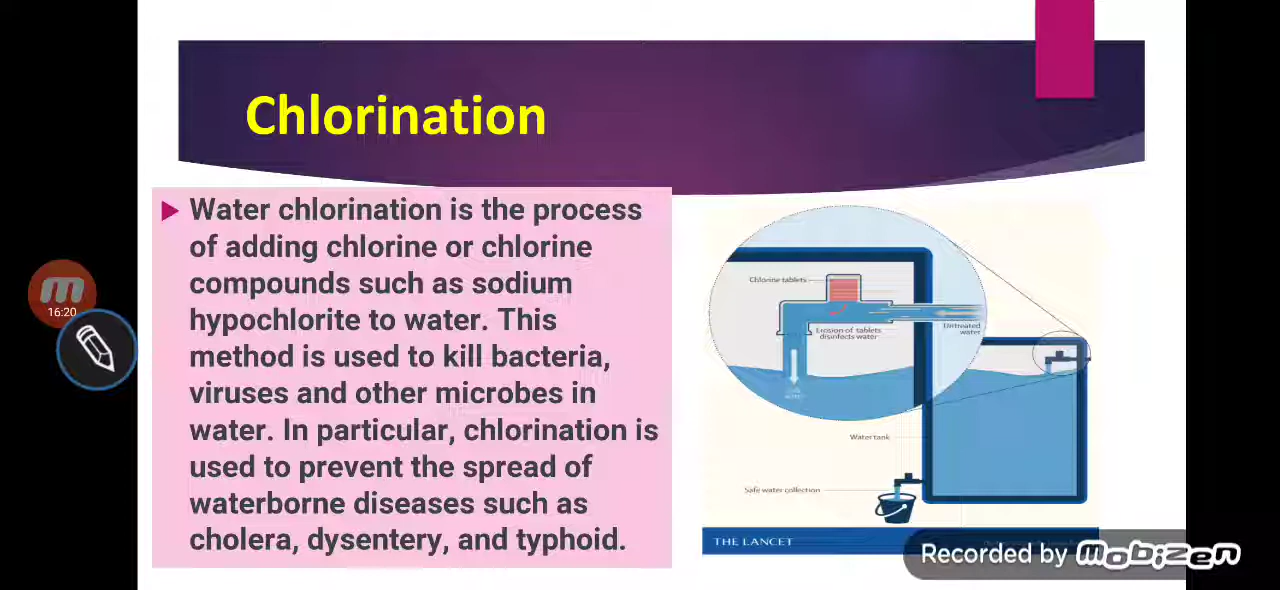 Chlorination
Water chlorination is the process
of adding chlorine or chlorine
compounds such as sodium
hypochlorite to water. This
method is used to kill bacteria,
viruses and other microbes in
water. In particular, chlorination is
used to prevent the spread of
waterborne diseases such as
cholera, dysentery, and typhoid.
16:20
Chlorine tablets
Erosion of tablets
disinfects water
Untreated
water
Water tank
Safe water collection
THE LANCET
Recorded by mobizen